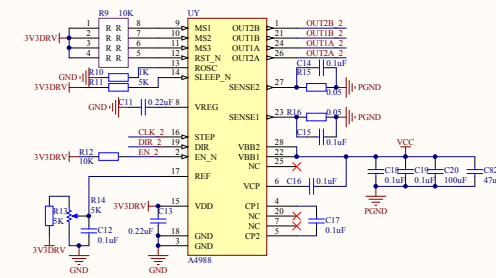 R9 10K
UY
1 8 9 MS1 OUT2B 1 OUT2B_2
2 7 10 MS2 OUT1B 21 OUT1B_2
3V3DRV 3 R R 6 11 MS3 OUT1A 24 OUT1A_2
4 R R 5 12 RST_N OUT2A 26 OUT2A_2
13 ROSC C14 0.1uF
GND R10 1K 14 SLEEP_N R15
3V3DRV R11 5K SENSE2 27 PGND
0.05
GND C11 0.22uF 8 VREG
SENSE1 23 R16 PGND
0.05
CLK_2 16 STEP C15 0.1uF
DIR_2 19 DIR VBB2 28 VCC
3V3DRV R12 EN_2 2 EN_N VBB1 22
10K NC 25
17 REF C18 C19 C20 C82
VCP 6 C16 0.1uF 0.1uF 0.1uF 100uF 47u
R13 R14 3V3DRV 15 VDD CP1 4 PGND
5K 5K C13 NC 20
C12 NC 7 C17
3V3DRV 0.1uF 0.22uF 18 GND CP2 5 0.1uF
3 GND
GND GND A4988